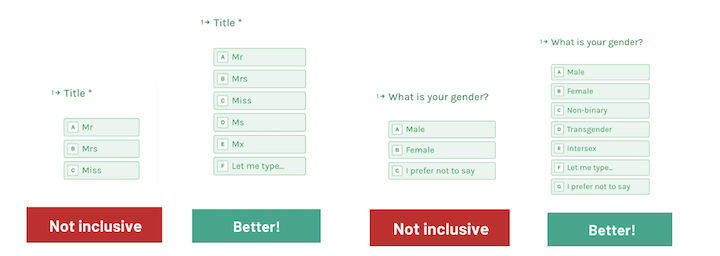 1→ Title *
A Mr
B Mrs
C Miss
Not inclusive
1→ Title *
A Mr
B Mrs
C Miss
D Ms
E Mx
F Let me type...
Better!
1→ What is your gender?
A Male
B Female
C I prefer not to say
Not inclusive
1→ What is your gender?
A Male
B Female
C Non-binary
D Transgender
E Intersex
F Let me type...
G I prefer not to say
Better!